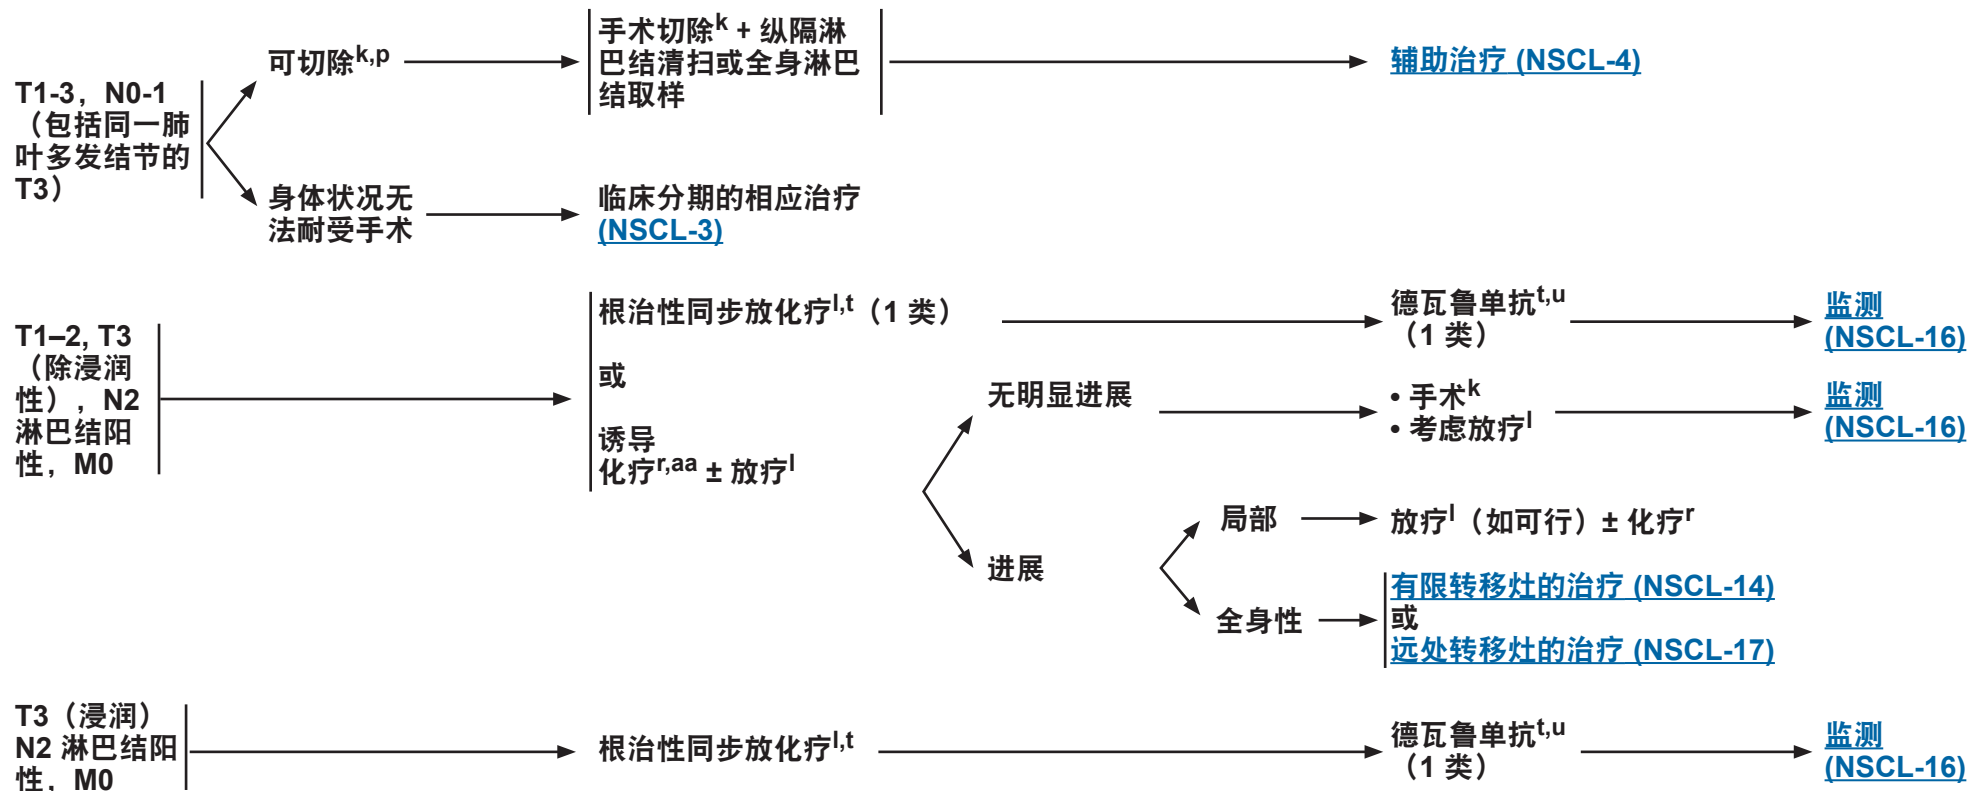 T1-3，N0-1
（包括同一肺
叶多发结节的
T3）
可切除k,p
手术切除k + 纵隔淋
巴结清扫或全身淋巴
结取样
辅助治疗 (NSCL-4)
身体状况无
法耐受手术
临床分期的相应治疗
(NSCL-3)
T1–2, T3
（除浸润
性），N2
淋巴结阳
性，M0
根治性同步放化疗l,t（1 类）
或
诱导
化疗r,aa ± 放疗l
德瓦鲁单抗t,u
（1 类）
监测
(NSCL-16)
无明显进展
• 手术k
• 考虑放疗l
监测
(NSCL-16)
进展
局部
放疗l（如可行）± 化疗r
全身性
有限转移灶的治疗 (NSCL-14)
或
远处转移灶的治疗 (NSCL-17)
T3（浸润）
N2 淋巴结阳
性，M0
根治性同步放化疗l,t
德瓦鲁单抗t,u
（1 类）
监测
(NSCL-16)